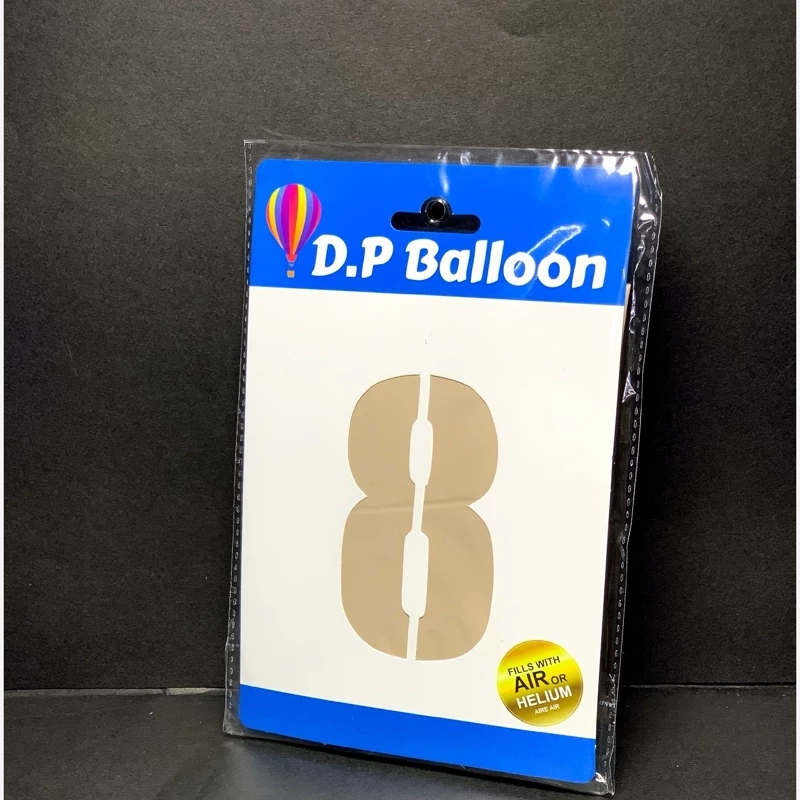 D.P Balloon
8
FILLS WITH
AIR OR
HELIUM
AIRE AIR